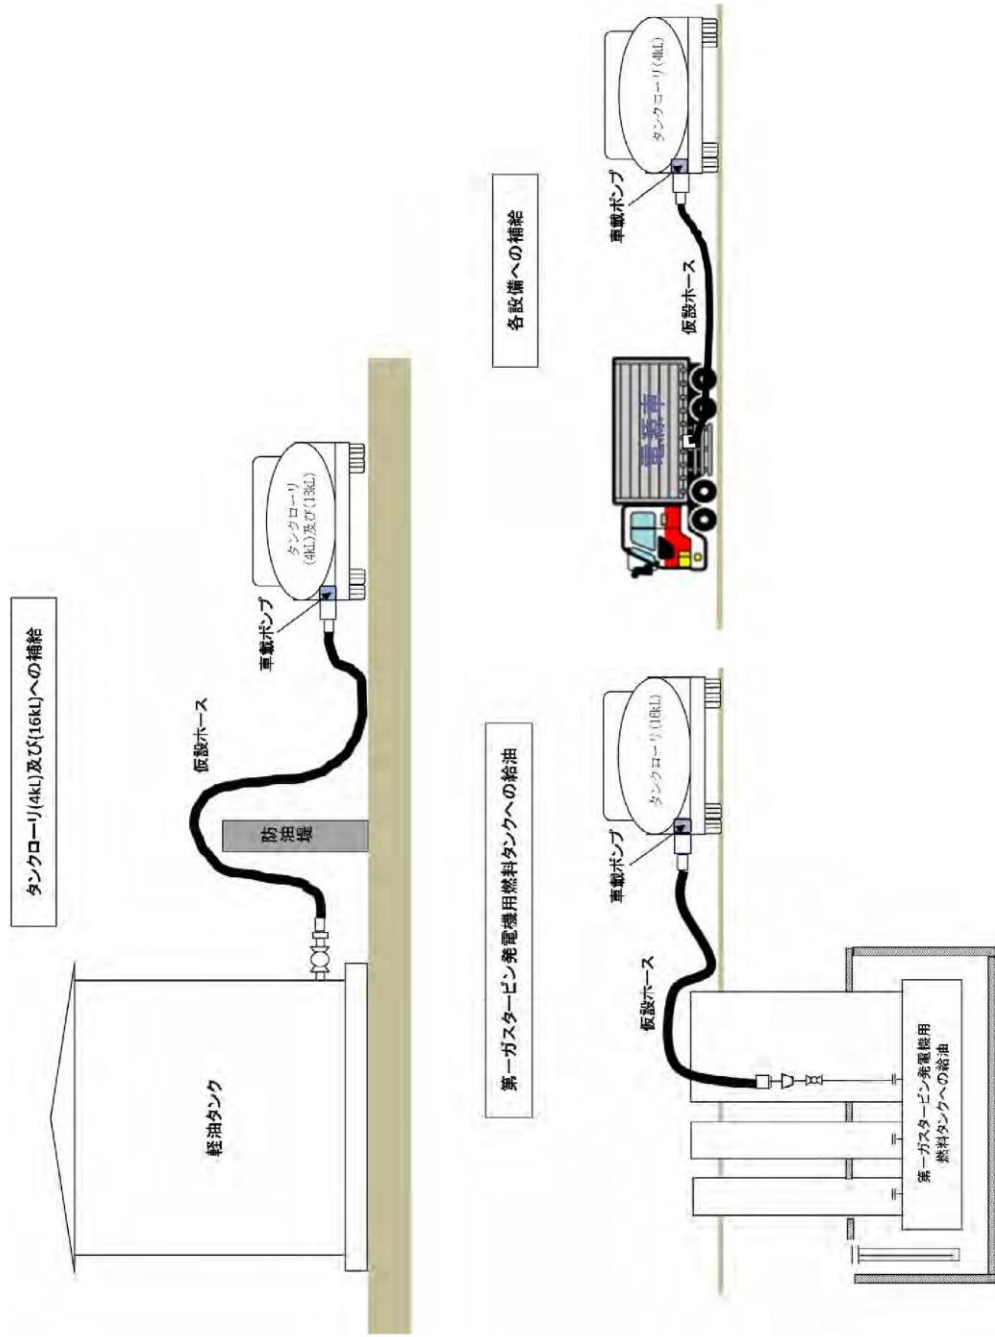 タンクローリ(4kL)及び(16kL)への補給
軽油タンク
防油
堤
仮設ホース
車載ポンプ
タンクローリ
(4kL)及び(16kL)
第一ガスタービン発電機用燃料タンクへの給油
第一ガスタービン発電機用
燃料タンクへの給油
仮設ホース
車載ポンプ
タンクローリ(16kL)
各設備への補給
電源車
仮設ホース
車載ポンプ
タンクローリ(4kL)